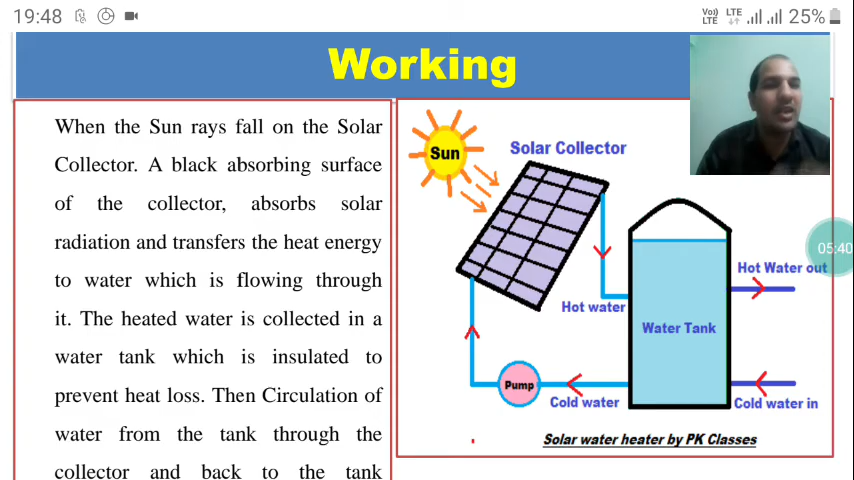 19:48
Vo)) LTE LTE 25%
Working
When the Sun rays fall on the Solar
Collector. A black absorbing surface
of the collector, absorbs solar
radiation and transfers the heat energy
to water which is flowing through
it. The heated water is collected in a
water tank which is insulated to
prevent heat loss. Then Circulation of
water from the tank through the
collector and back to the tank
Sun
Solar Collector
05:40
Hot Water out
Hot water
Water Tank
Pump
Cold water
Cold water in
Solar water heater by PK Classes